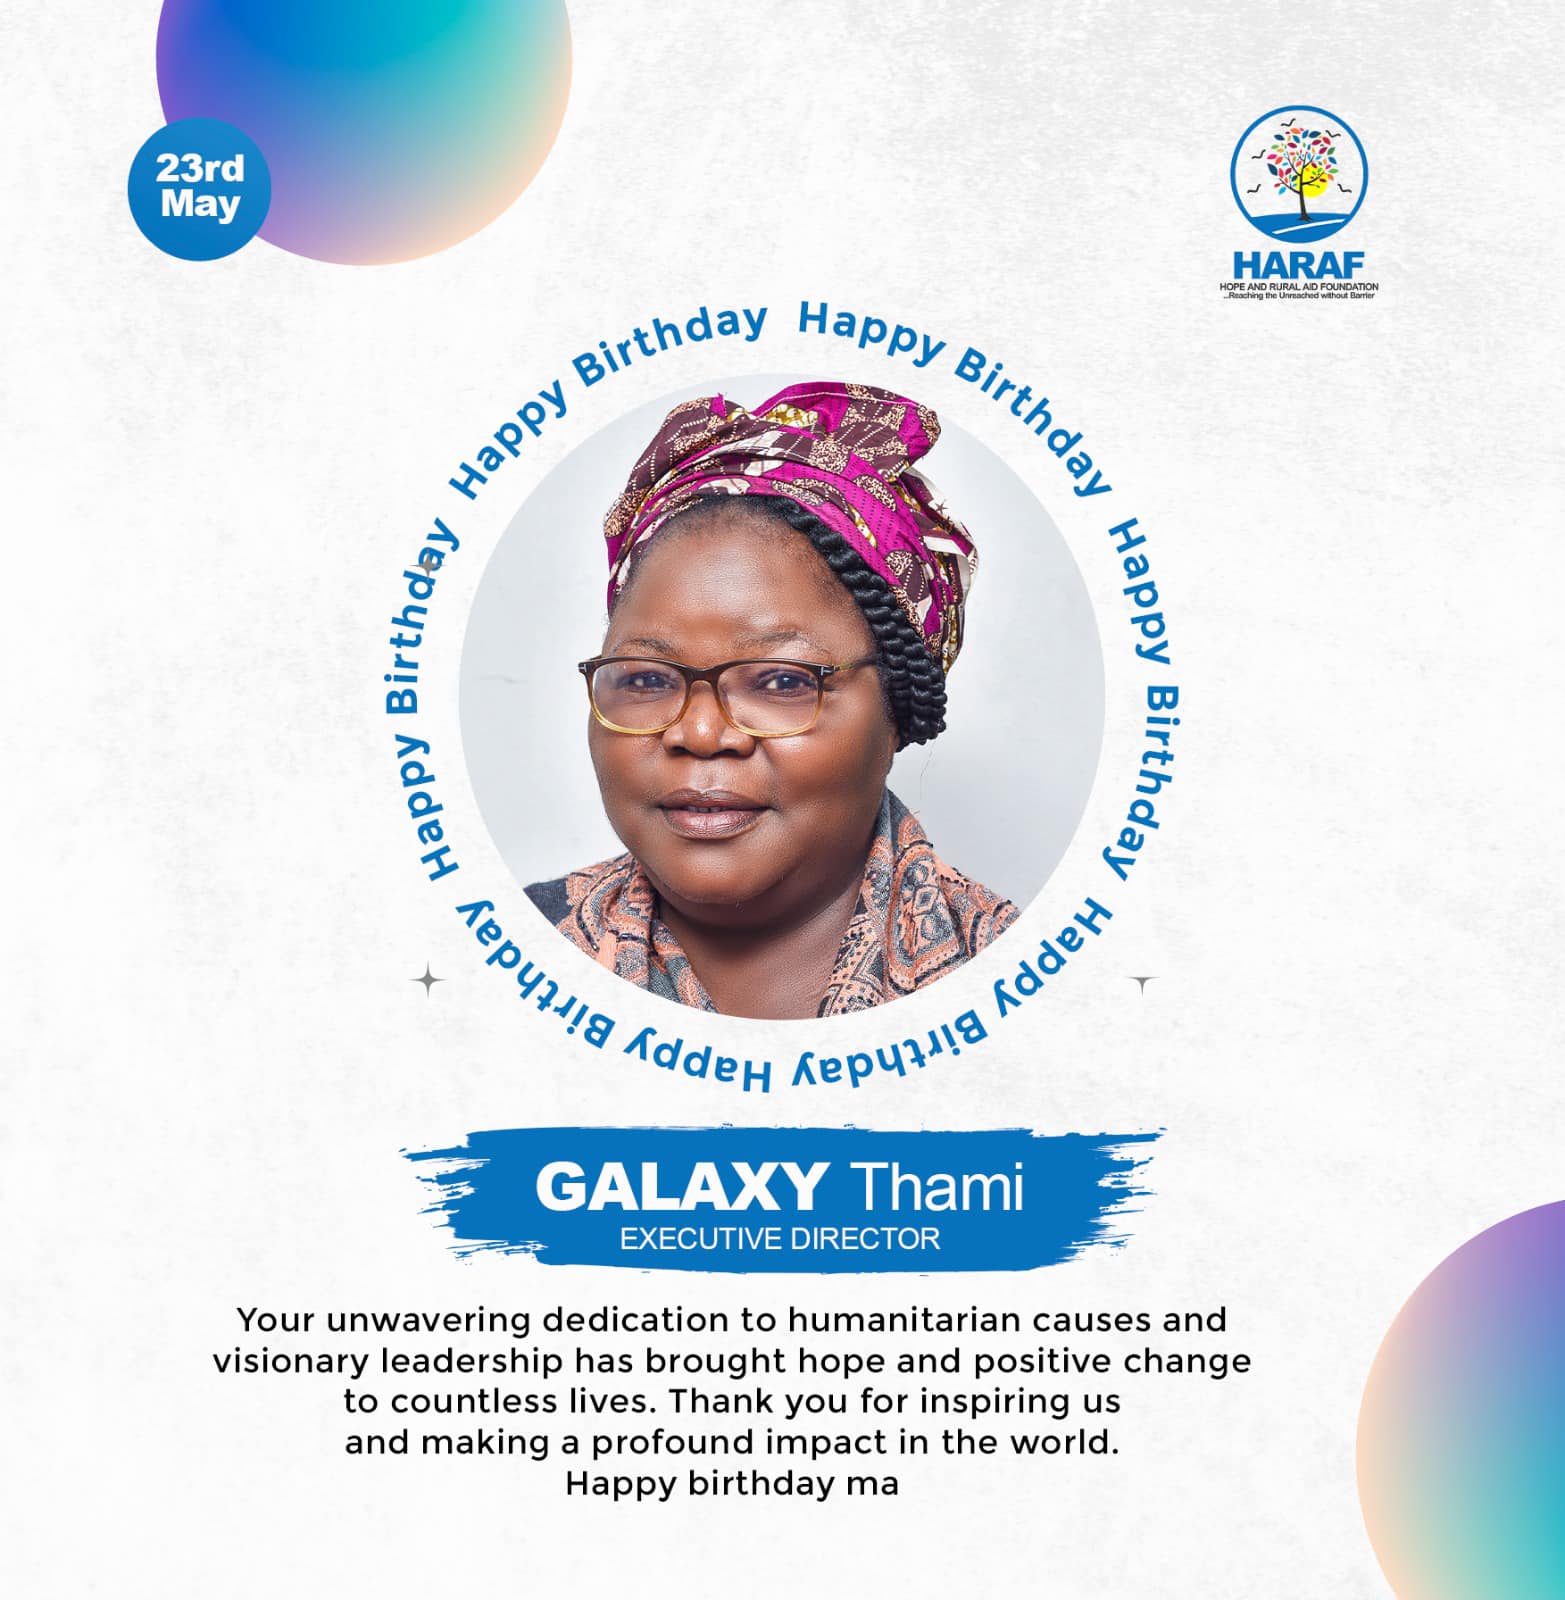 23rd
May
HARAF
HOPE AND RURAL AID FOUNDATION
...Reaching the Unreached without Barrier
Happy Birthday Happy Birthday Happy Birthday Happy Birthday Happy Birthday Happy Birthday
GALAXY Thami
EXECUTIVE DIRECTOR
Your unwavering dedication to humanitarian causes and
visionary leadership has brought hope and positive change
to countless lives. Thank you for inspiring us
and making a profound impact in the world.
Happy birthday ma